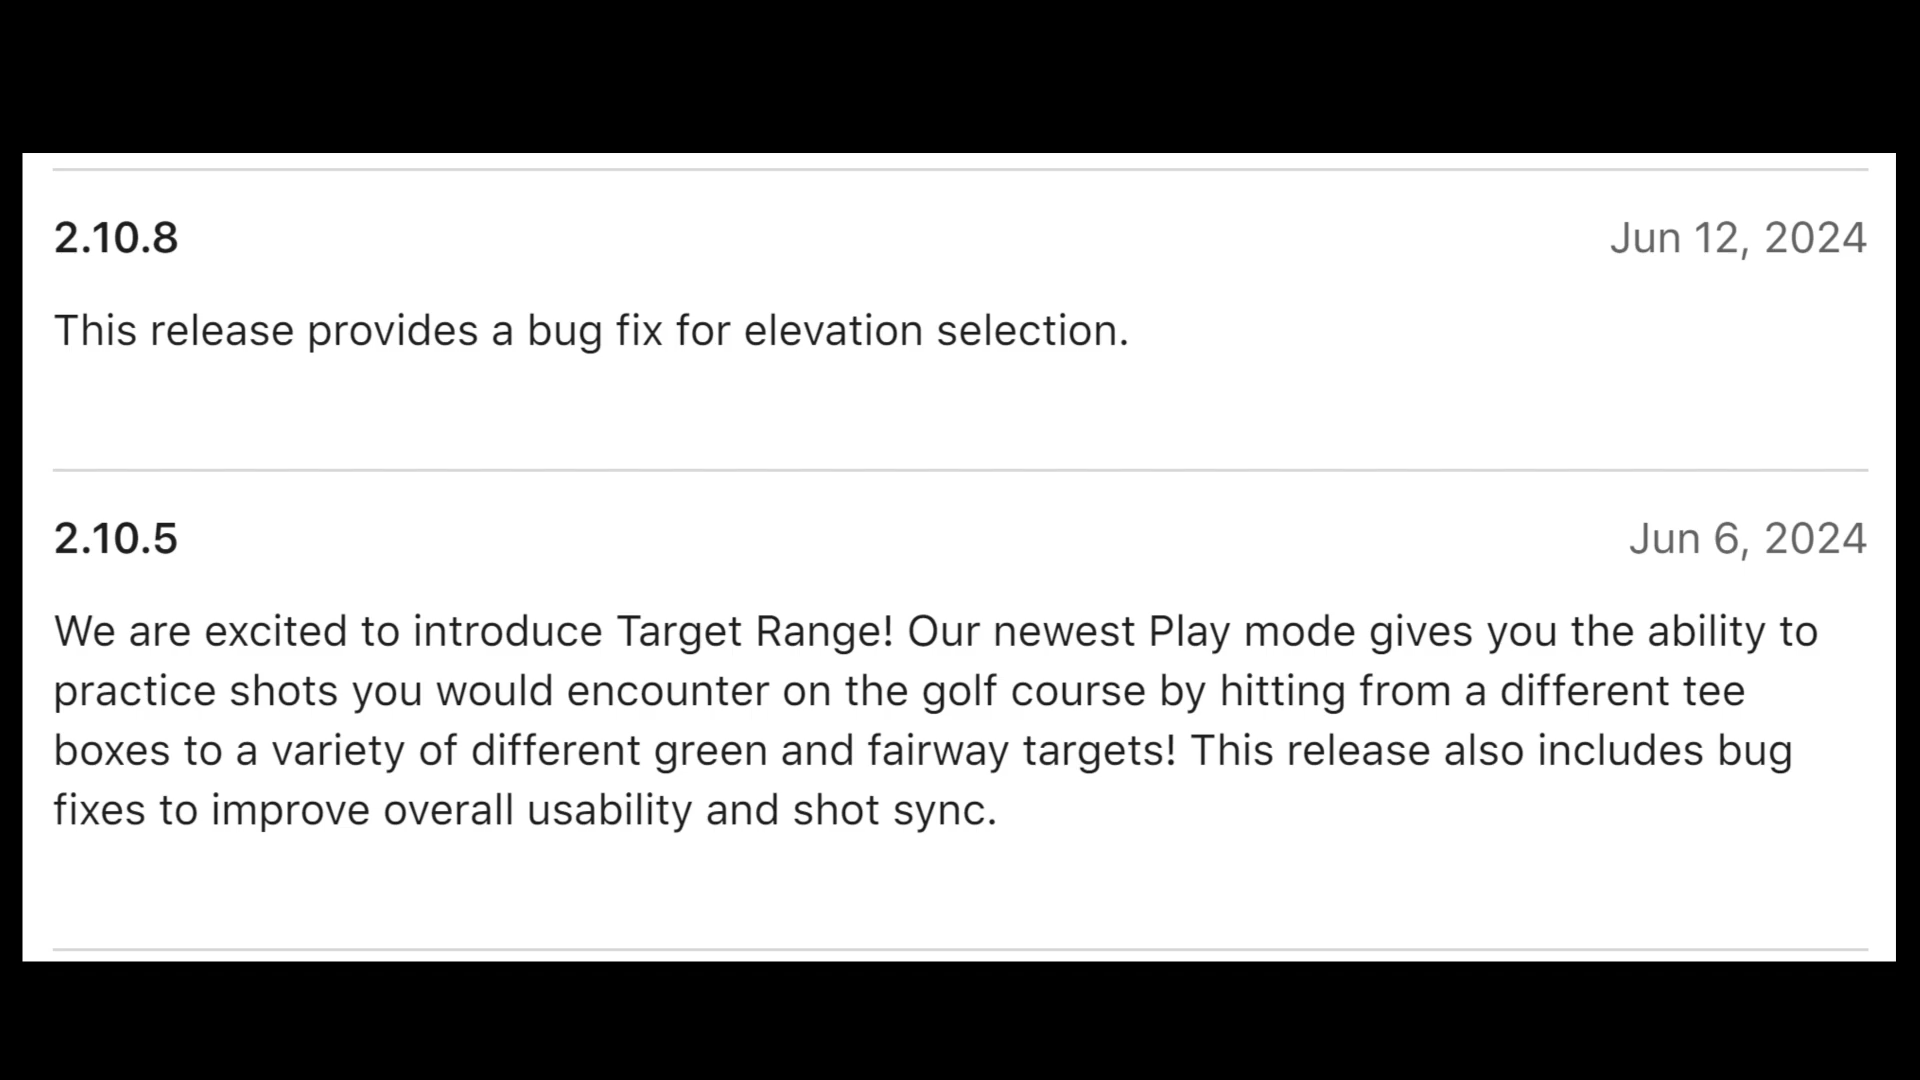 2.10.8
Jun 12, 2024
This release provides a bug fix for elevation selection.
2.10.5
Jun 6, 2024
We are excited to introduce Target Range! Our newest Play mode gives you the ability to
practice shots you would encounter on the golf course by hitting from a different tee
boxes to a variety of different green and fairway targets! This release also includes bug
fixes to improve overall usability and shot sync.